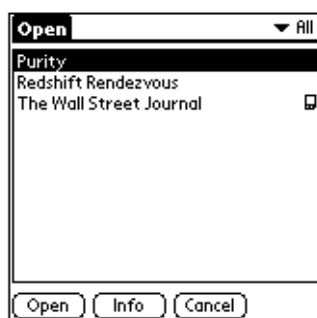 Open All
Purity
Redshift Rendezvous
The Wall Street Journal
Open Info Cancel